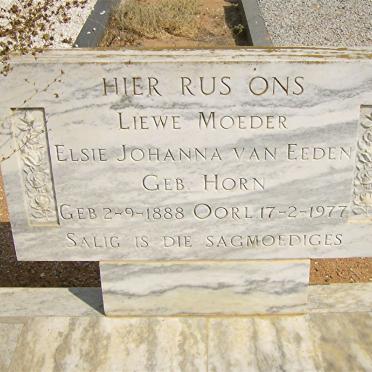 HIER RUS ONS
LIEWE MOEDER
ELSIE JOHANNA VAN EEDEN
GEB. HORN
GEB 2-9-1888 OORL 17-2-1977
SALIG IS DIE SAGMOEDIGES